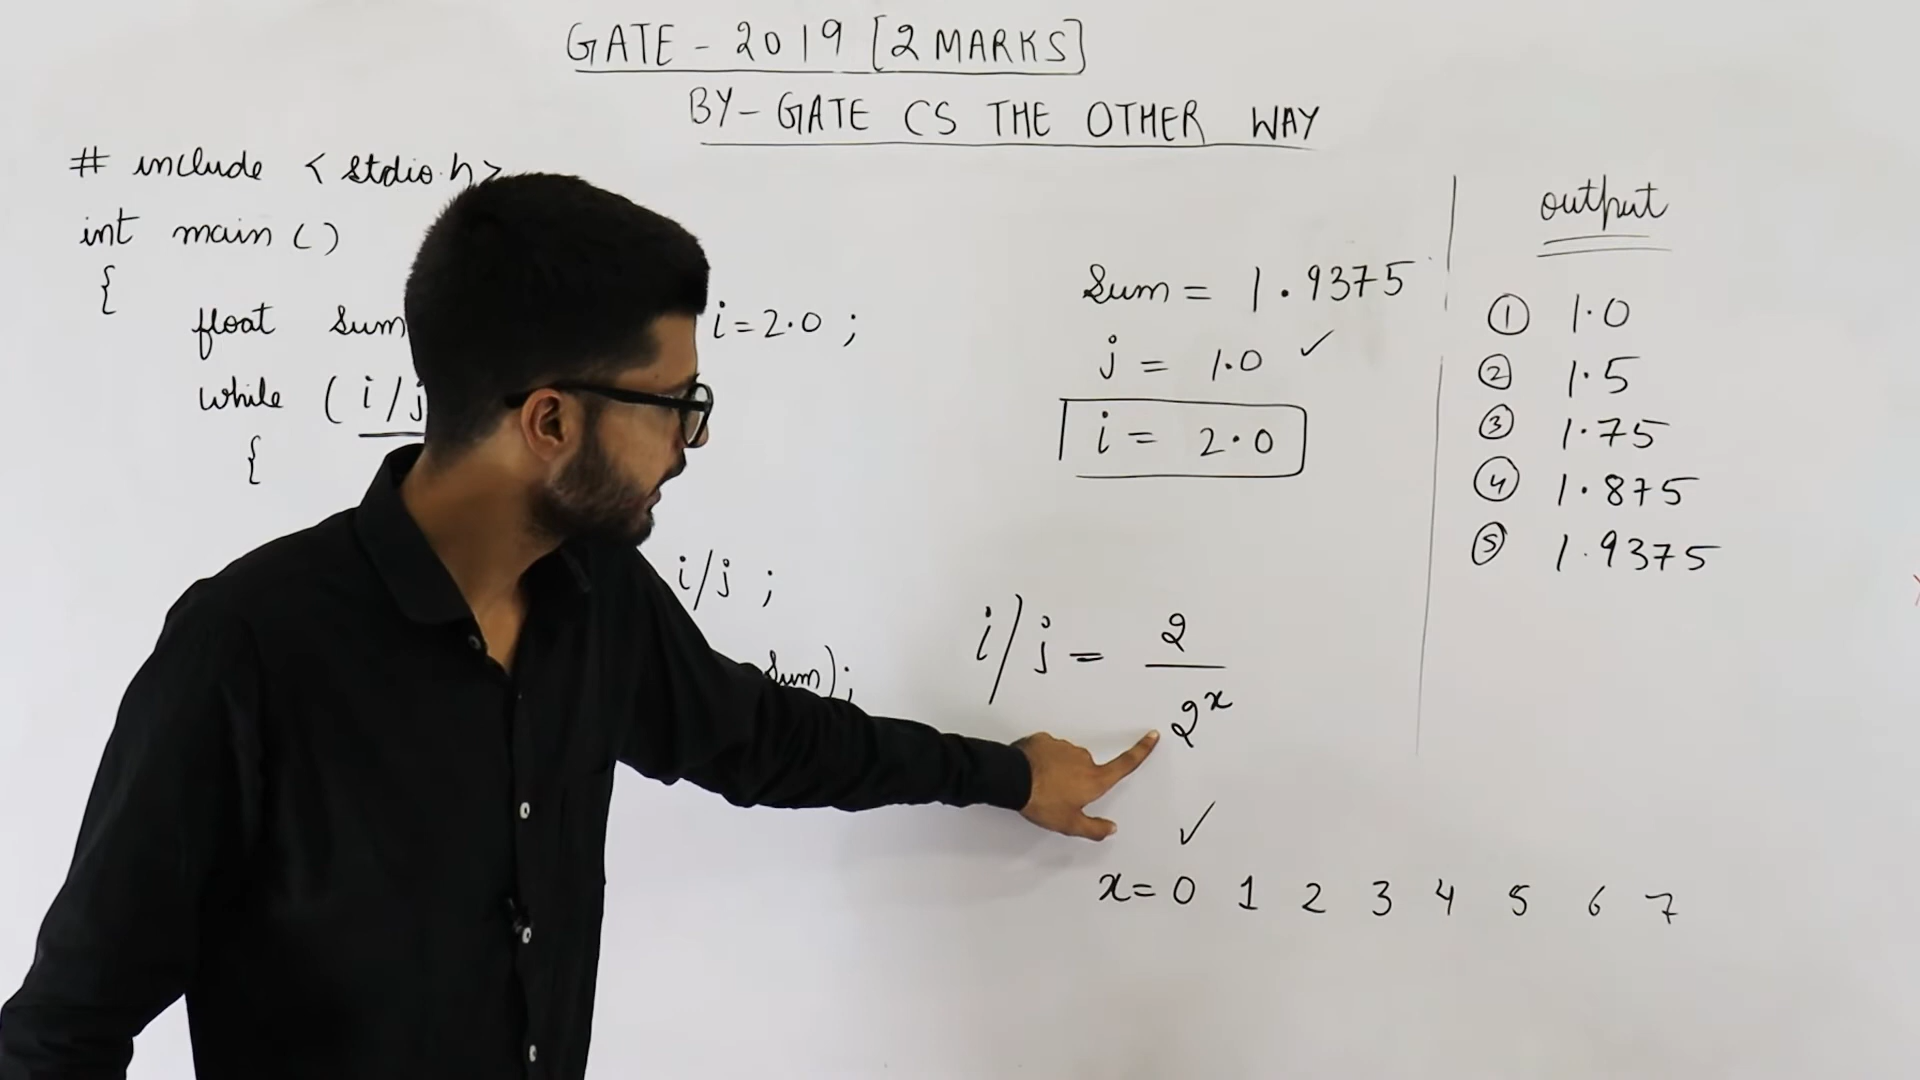 GATE - 2019 [2 MARKS]
BY- GATE CS THE OTHER WAY
# include < stdio.h>
int main ()
{
float sum i = 2.0 ;
while ( i / j
{
i / j ;
sum) ;
Sum = 1.9375
j = 1.0 ✓
i = 2.0
i / j = 2 / 2^x
✓
x = 0 1 2 3 4 5 6 7
output
① 1.0
② 1.5
③ 1.75
④ 1.875
⑤ 1.9375